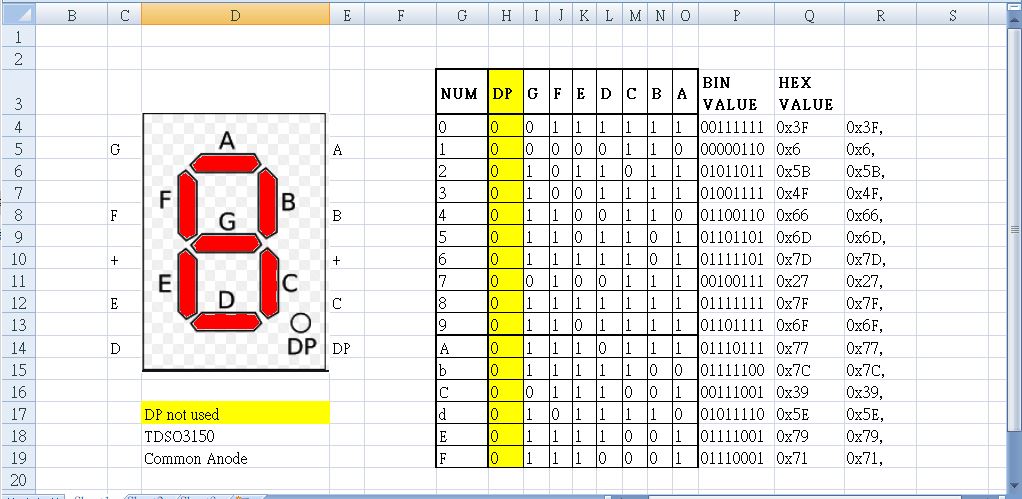 B C D E F G H I J K L M N O P Q R S
1
2
3 NUM DP G F E D C B A BIN VALUE HEX VALUE
4 0 0 0 1 1 1 1 1 1 00111111 0x3F 0x3F,
5 G A 1 0 0 0 0 0 1 1 0 00000110 0x6 0x6,
6 2 0 1 0 1 1 0 1 1 01011011 0x5B 0x5B,
7 3 0 1 0 0 1 1 1 1 01001111 0x4F 0x4F,
8 F B 4 0 1 1 0 0 1 1 0 01100110 0x66 0x66,
9 5 0 1 1 0 1 1 0 1 01101101 0x6D 0x6D,
10 + + 6 0 1 1 1 1 1 0 1 01111101 0x7D 0x7D,
11 7 0 0 1 0 0 1 1 1 00100111 0x27 0x27,
12 E C 8 0 1 1 1 1 1 1 1 01111111 0x7F 0x7F,
13 9 0 1 1 0 1 1 1 1 01101111 0x6F 0x6F,
14 D DP A 0 1 1 1 0 1 1 1 01110111 0x77 0x77,
15 b 0 1 1 1 1 1 0 0 01111100 0x7C 0x7C,
16 C 0 0 1 1 1 0 0 1 00111001 0x39 0x39,
17 DP not used d 0 1 0 1 1 1 1 0 01011110 0x5E 0x5E,
18 TDSO3150 E 0 1 1 1 1 0 0 1 01111001 0x79 0x79,
19 Common Anode F 0 1 1 1 0 0 0 1 01110001 0x71 0x71,
20
A
F B
G
E C
D
DP